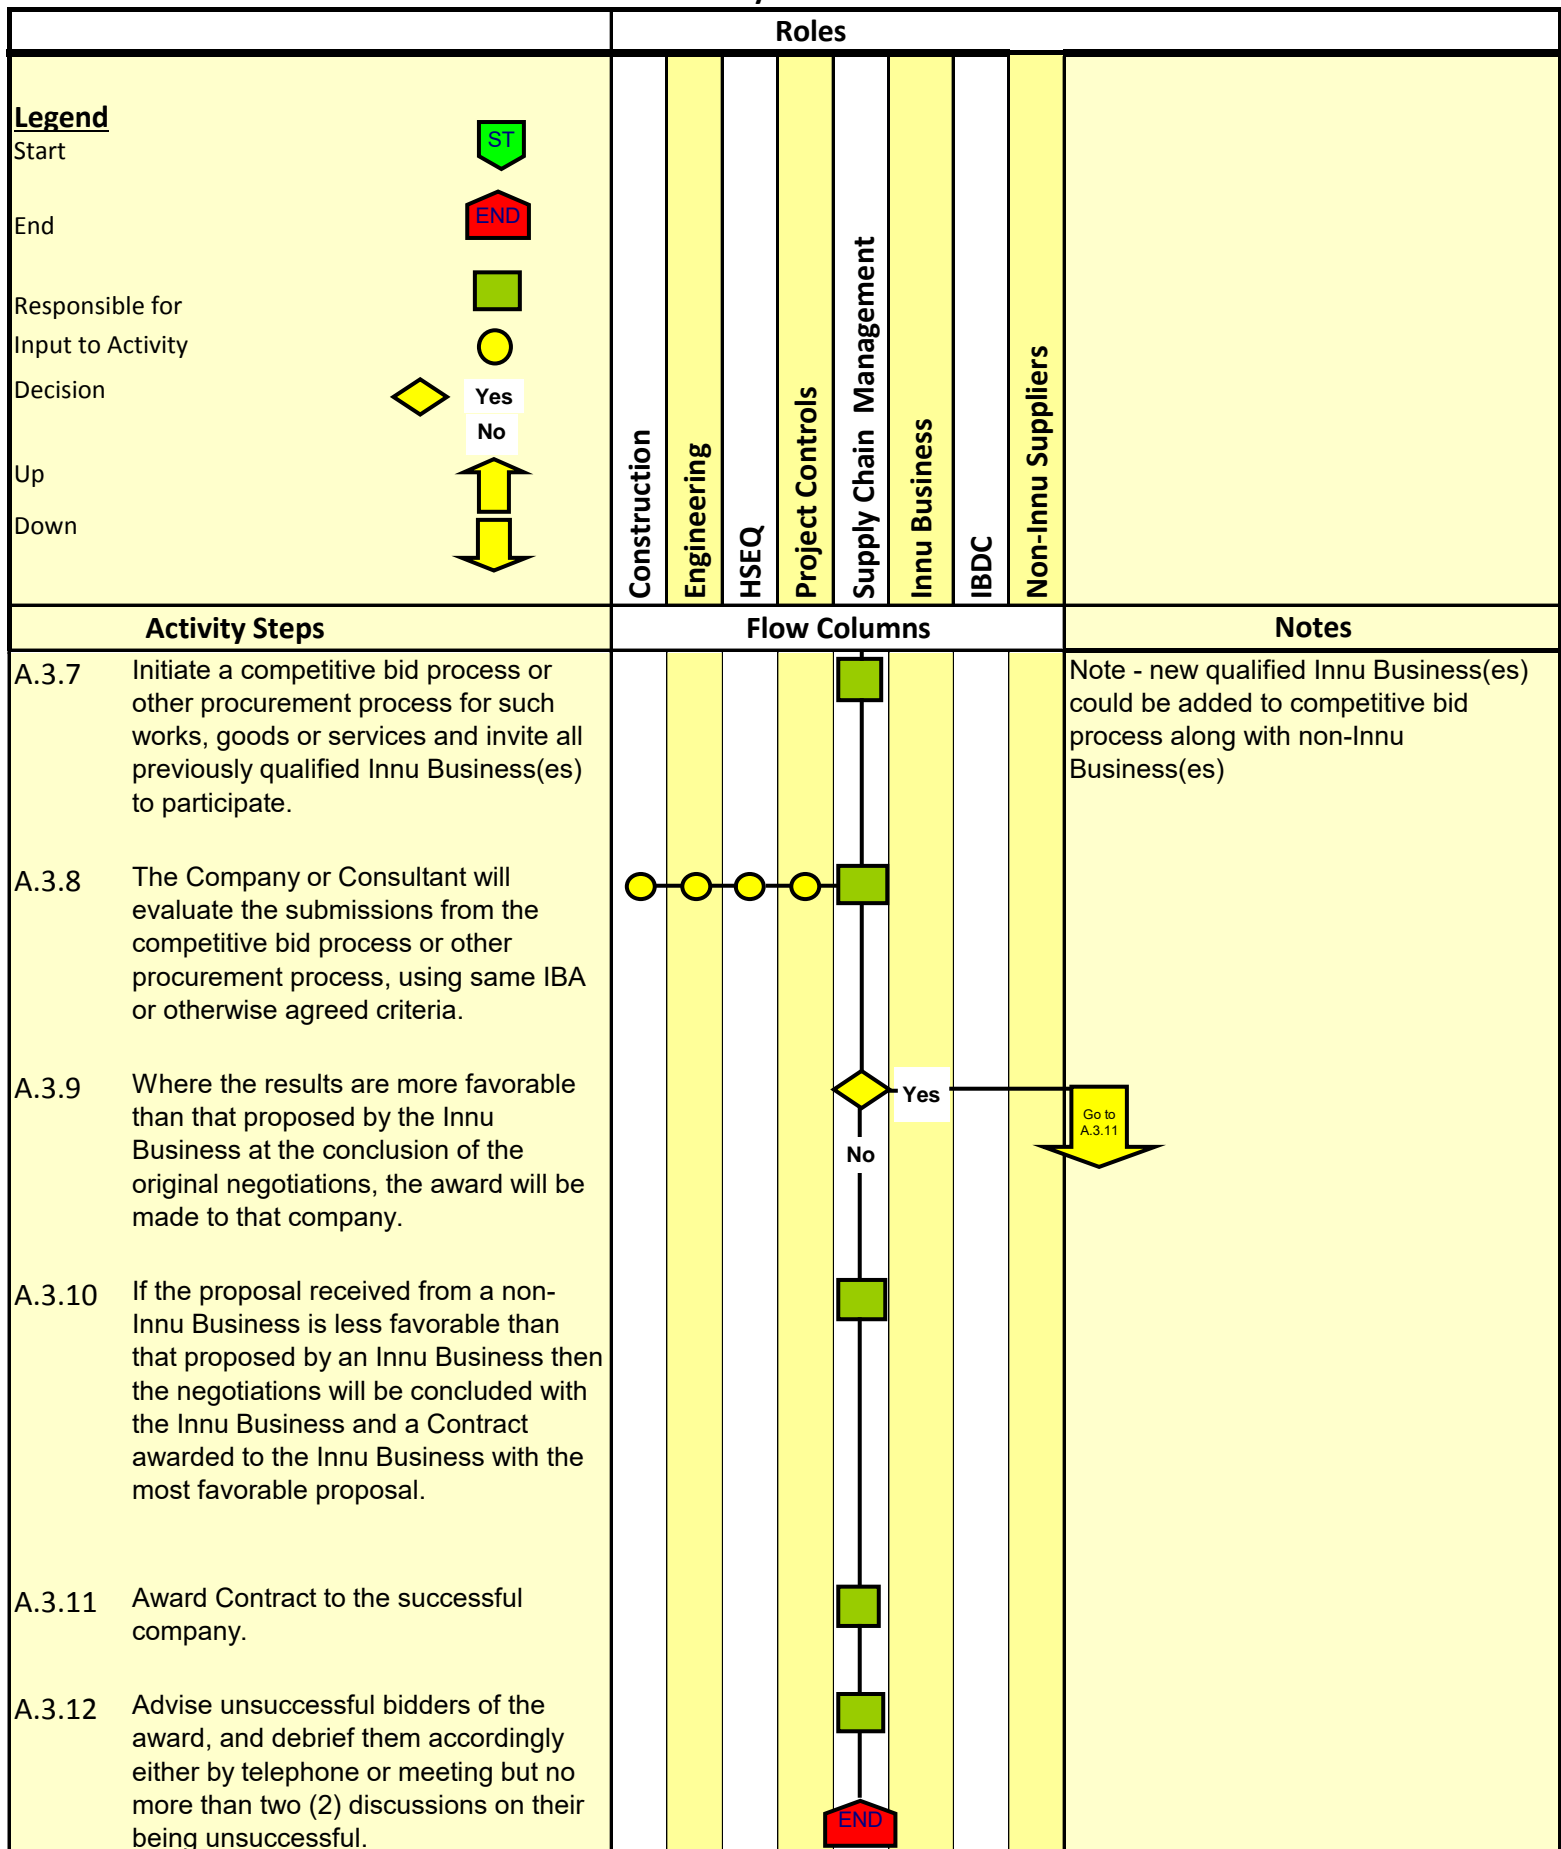 Roles
Legend
Start
ST
End
END
Responsible for
Input to Activity
Decision
Yes
No
Up
Down
Construction
Engineering
HSEQ
Project Controls
Supply Chain Management
Innu Business
IBDC
Non-Innu Suppliers
Activity Steps
Flow Columns
Notes
A.3.7
Initiate a competitive bid process or
other procurement process for such
works, goods or services and invite all
previously qualified Innu Business(es)
to participate.
Note - new qualified Innu Business(es)
could be added to competitive bid
process along with non-Innu
Business(es)
A.3.8
The Company or Consultant will
evaluate the submissions from the
competitive bid process or other
procurement process, using same IBA
or otherwise agreed criteria.
A.3.9
Where the results are more favorable
than that proposed by the Innu
Business at the conclusion of the
original negotiations, the award will be
made to that company.
Yes
No
Go to
A.3.11
A.3.10
If the proposal received from a non-
Innu Business is less favorable than
that proposed by an Innu Business then
the negotiations will be concluded with
the Innu Business and a Contract
awarded to the Innu Business with the
most favorable proposal.
A.3.11
Award Contract to the successful
company.
A.3.12
Advise unsuccessful bidders of the
award, and debrief them accordingly
either by telephone or meeting but no
more than two (2) discussions on their
being unsuccessful.
END